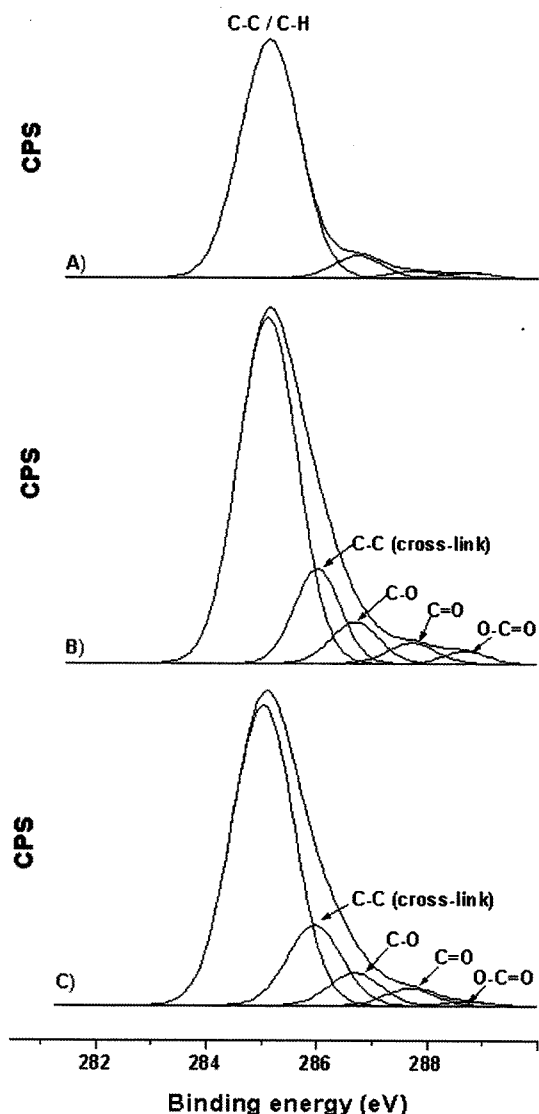 C-C / C-H
CPS
A)
CPS
C-C (cross-link)
C-O
C=O
O-C=O
B)
CPS
C-C (cross-link)
C-O
C=O
O-C=O
C)
282 284 286 288
Binding energy (eV)